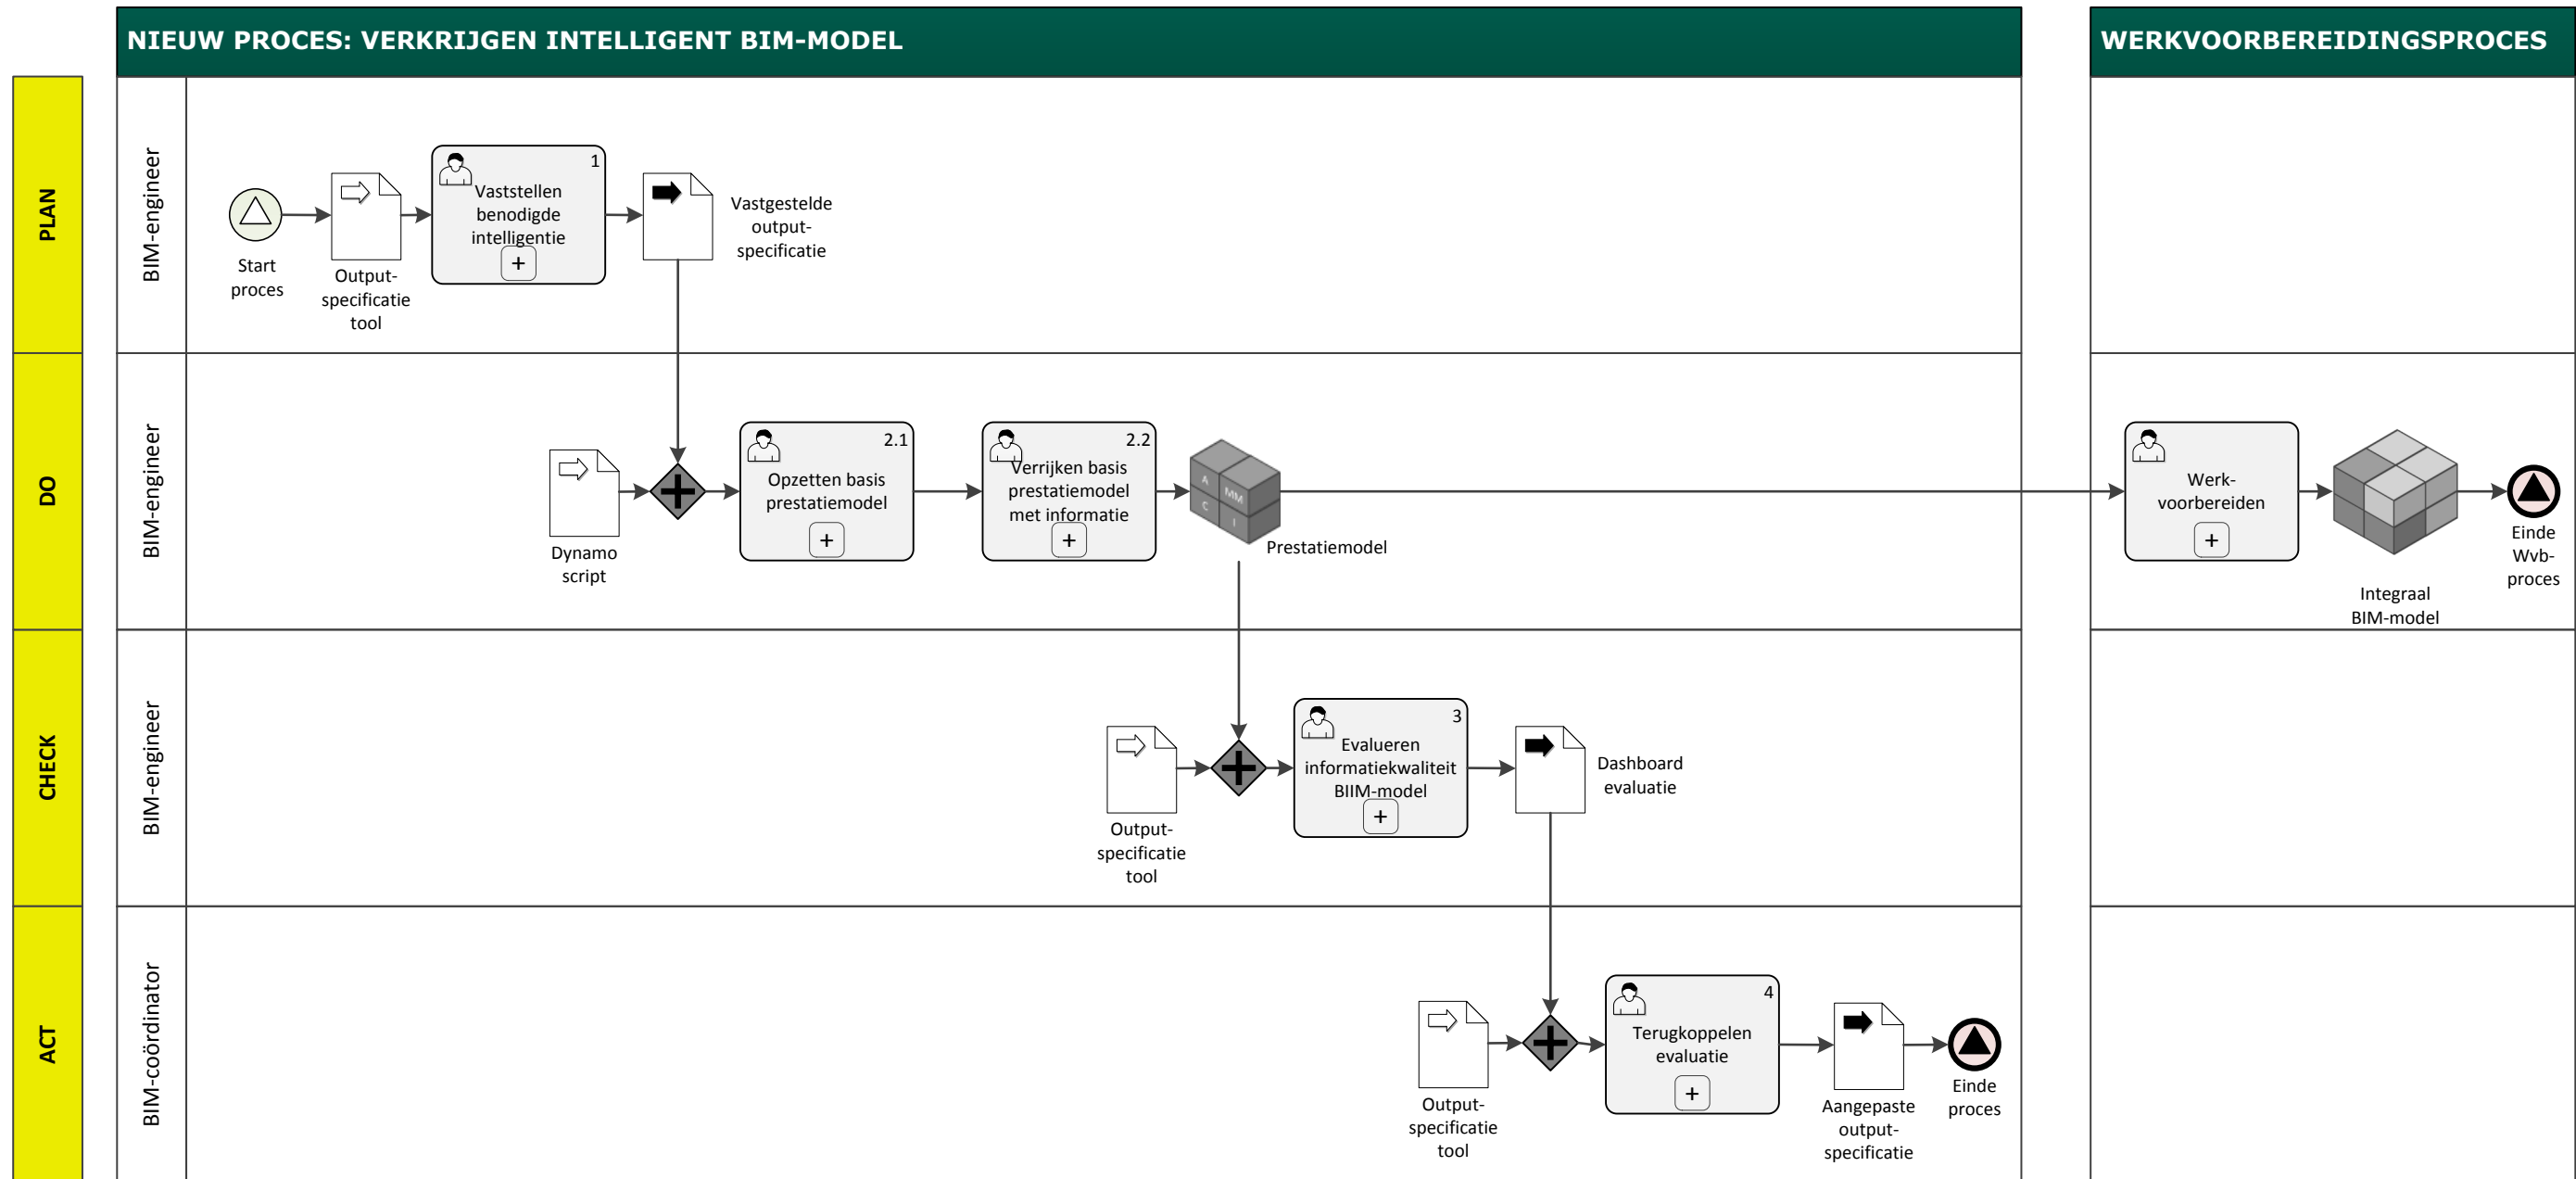 NIEUW PROCES: VERKRIJGEN INTELLIGENT BIM-MODEL
WERKVOORBEREIDINGSPROCES
PLAN
BIM-engineer
Start
proces
Output-
specificatie
tool
1
Vaststellen
benodigde
intelligentie
+
Vastgestelde
output-
specificatie
DO
BIM-engineer
Dynamo
script
2.1
Opzetten basis
prestatiemodel
+
2.2
Verrijken basis
prestatiemodel
met informatie
+
A
MM
C
I
Prestatiemodel
Werk-
voorbereiden
+
Integraal
BIM-model
Einde
Wvb-
proces
CHECK
BIM-engineer
Output-
specificatie
tool
3
Evalueren
informatiekwaliteit
BIIM-model
+
Dashboard
evaluatie
ACT
BIM-coördinator
Output-
specificatie
tool
4
Terugkoppelen
evaluatie
+
Aangepaste
output-
specificatie
Einde
proces